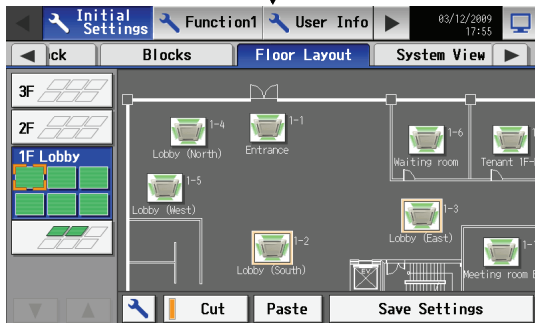 Initial
Settings
Function1
User Info
03/12/2009
17:55
ck
Blocks
Floor Layout
System View
3F
2F
1F Lobby
1-4
Lobby (North)
1-1
Entrance
1-6
Waiting room
Tenant 1F-
1-5
Lobby (West)
1-2
Lobby (South)
1-3
Lobby (East)
EV
1-
Meeting room
Cut
Paste
Save Settings